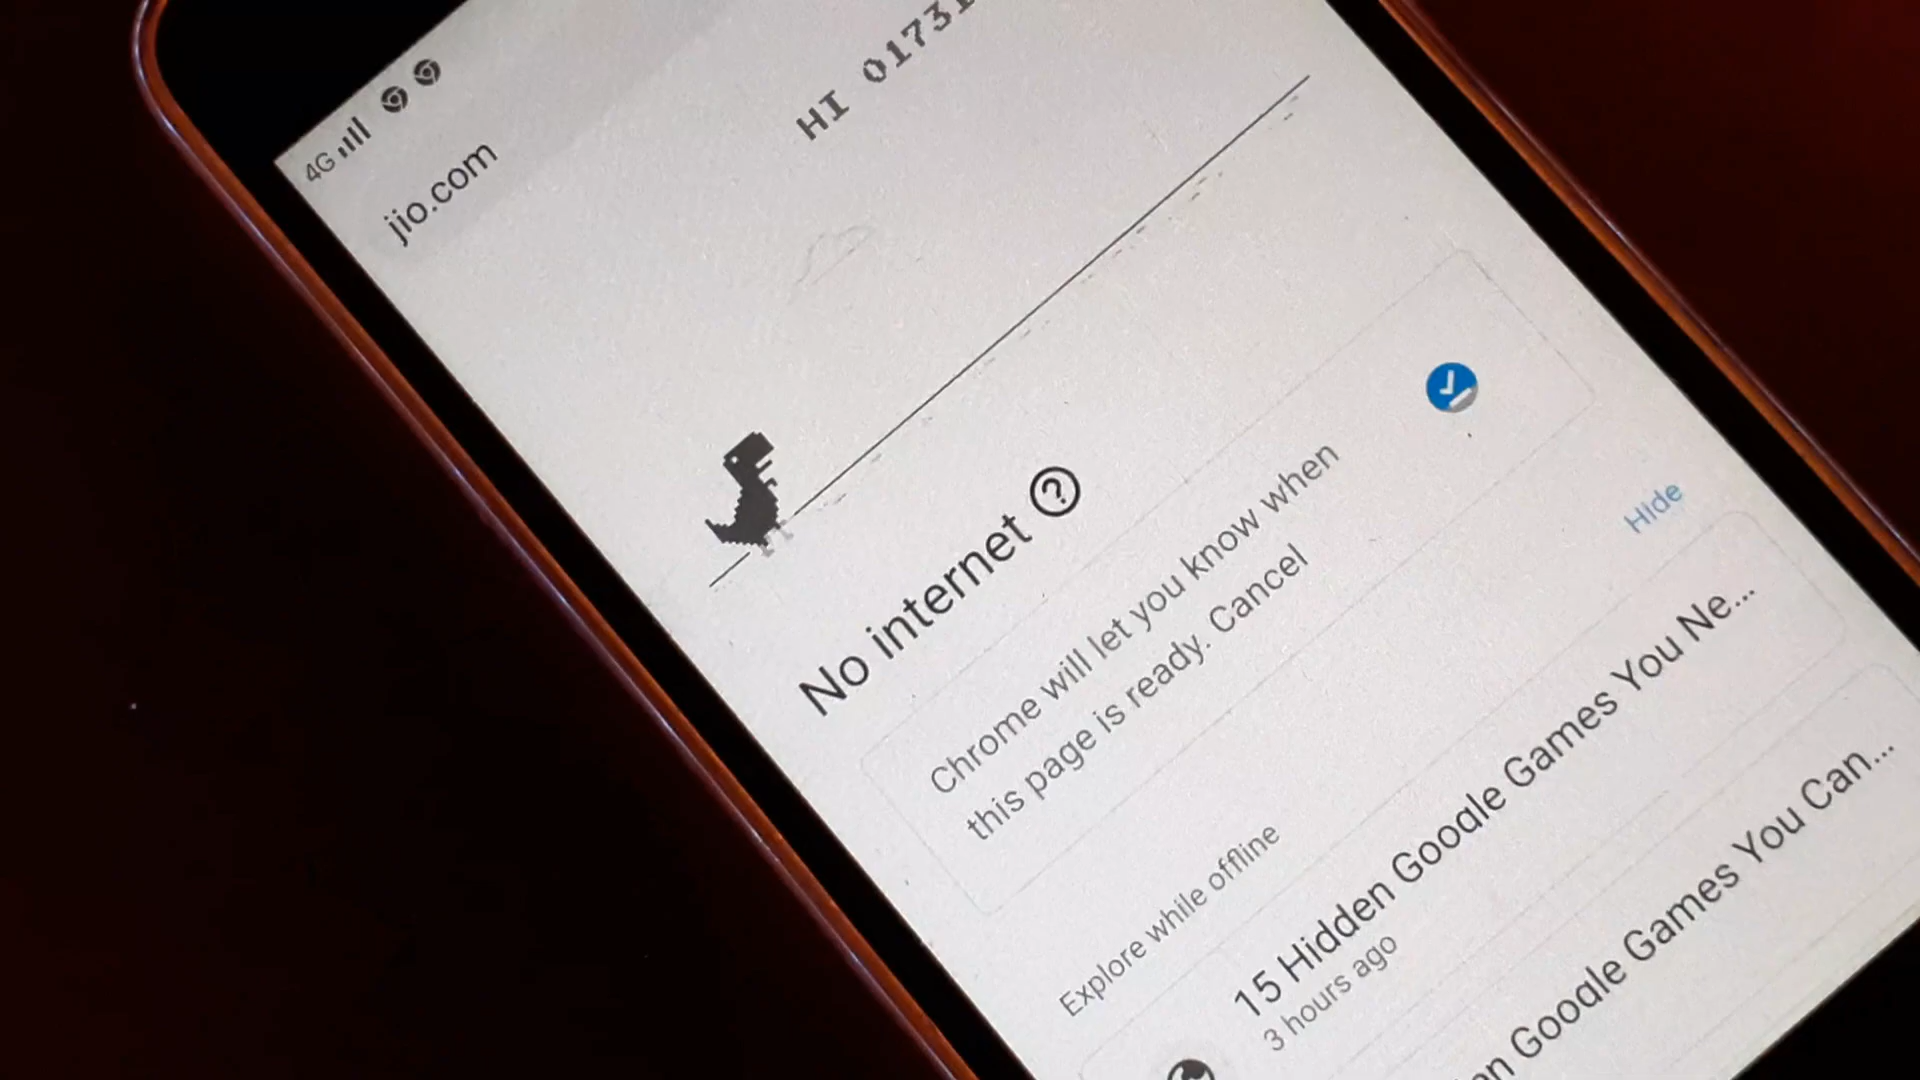 4G
jio.com
HI 01731
No internet
Chrome will let you know when
this page is ready. Cancel
Explore while offline
Hide
15 Hidden Google Games You Ne...
3 hours ago
Google Games You Can...